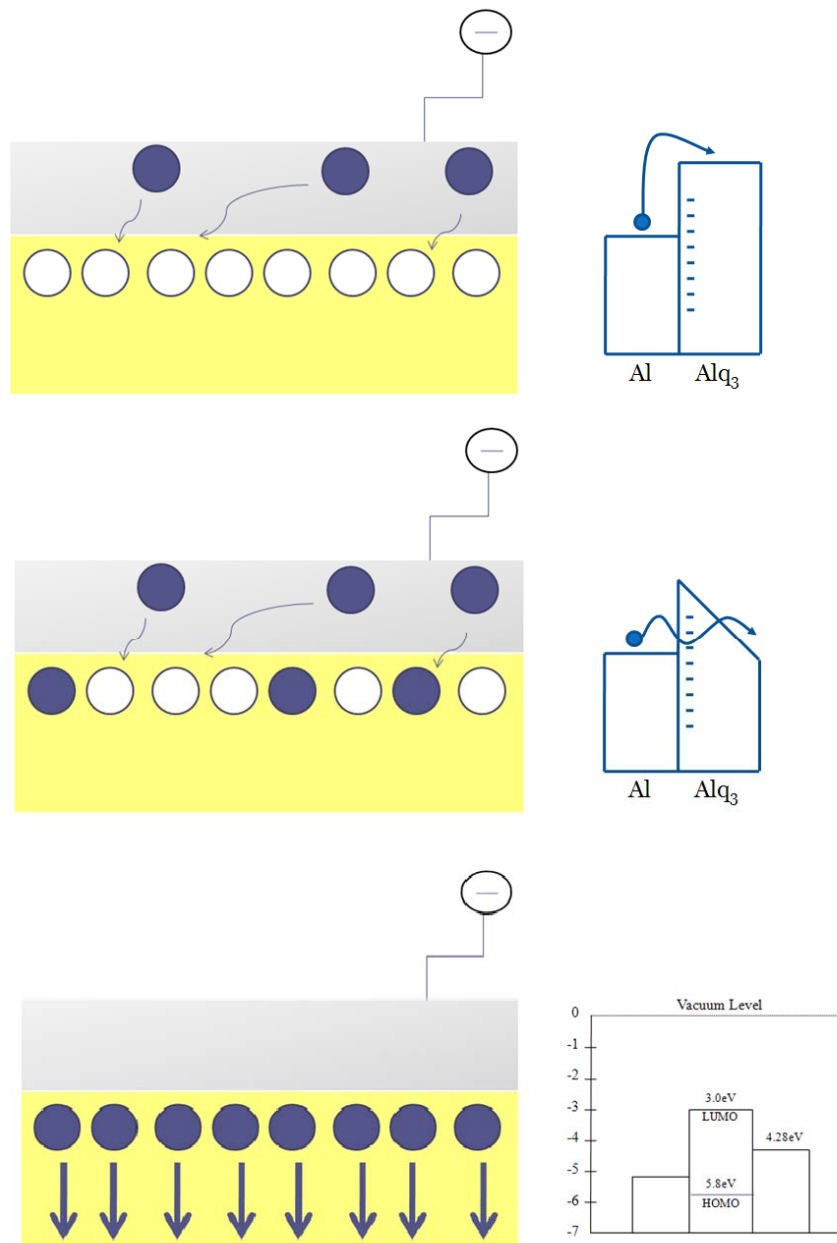 Al Alq₃
Al Alq₃
Vacuum Level
0
-1
-2
-3
-4
-5
-6
-7
3.0eV
LUMO
4.28eV
5.8eV
HOMO